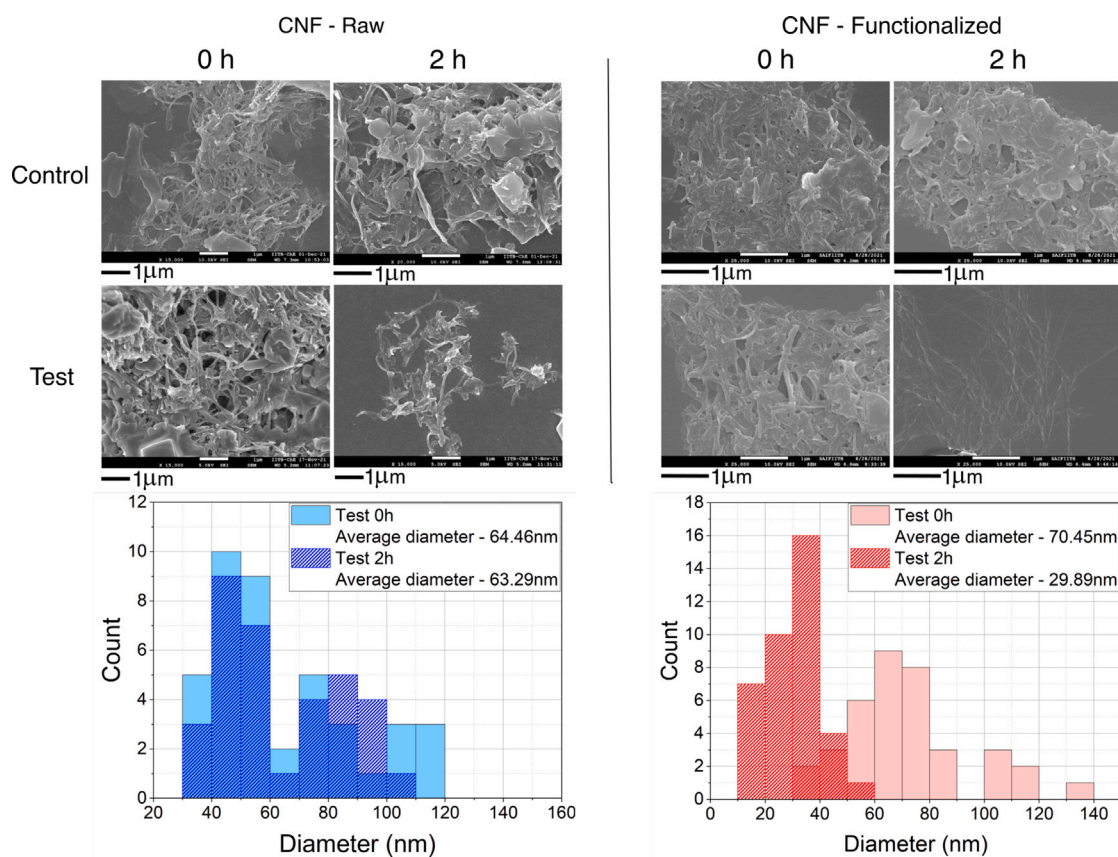 CNF - Raw
CNF - Functionalized
0 h
2 h
0 h
2 h
Control
1μm
1μm
1μm
1μm
Test
1μm
1μm
1μm
1μm
Test 0h
Average diameter - 64.46nm
Test 2h
Average diameter - 63.29nm
12
10
8
6
4
2
0
Count
20 40 60 80 100 120 140 160
Diameter (nm)
Test 0h
Average diameter - 70.45nm
Test 2h
Average diameter - 29.89nm
18
16
14
12
10
8
6
4
2
0
Count
0 20 40 60 80 100 120 140
Diameter (nm)